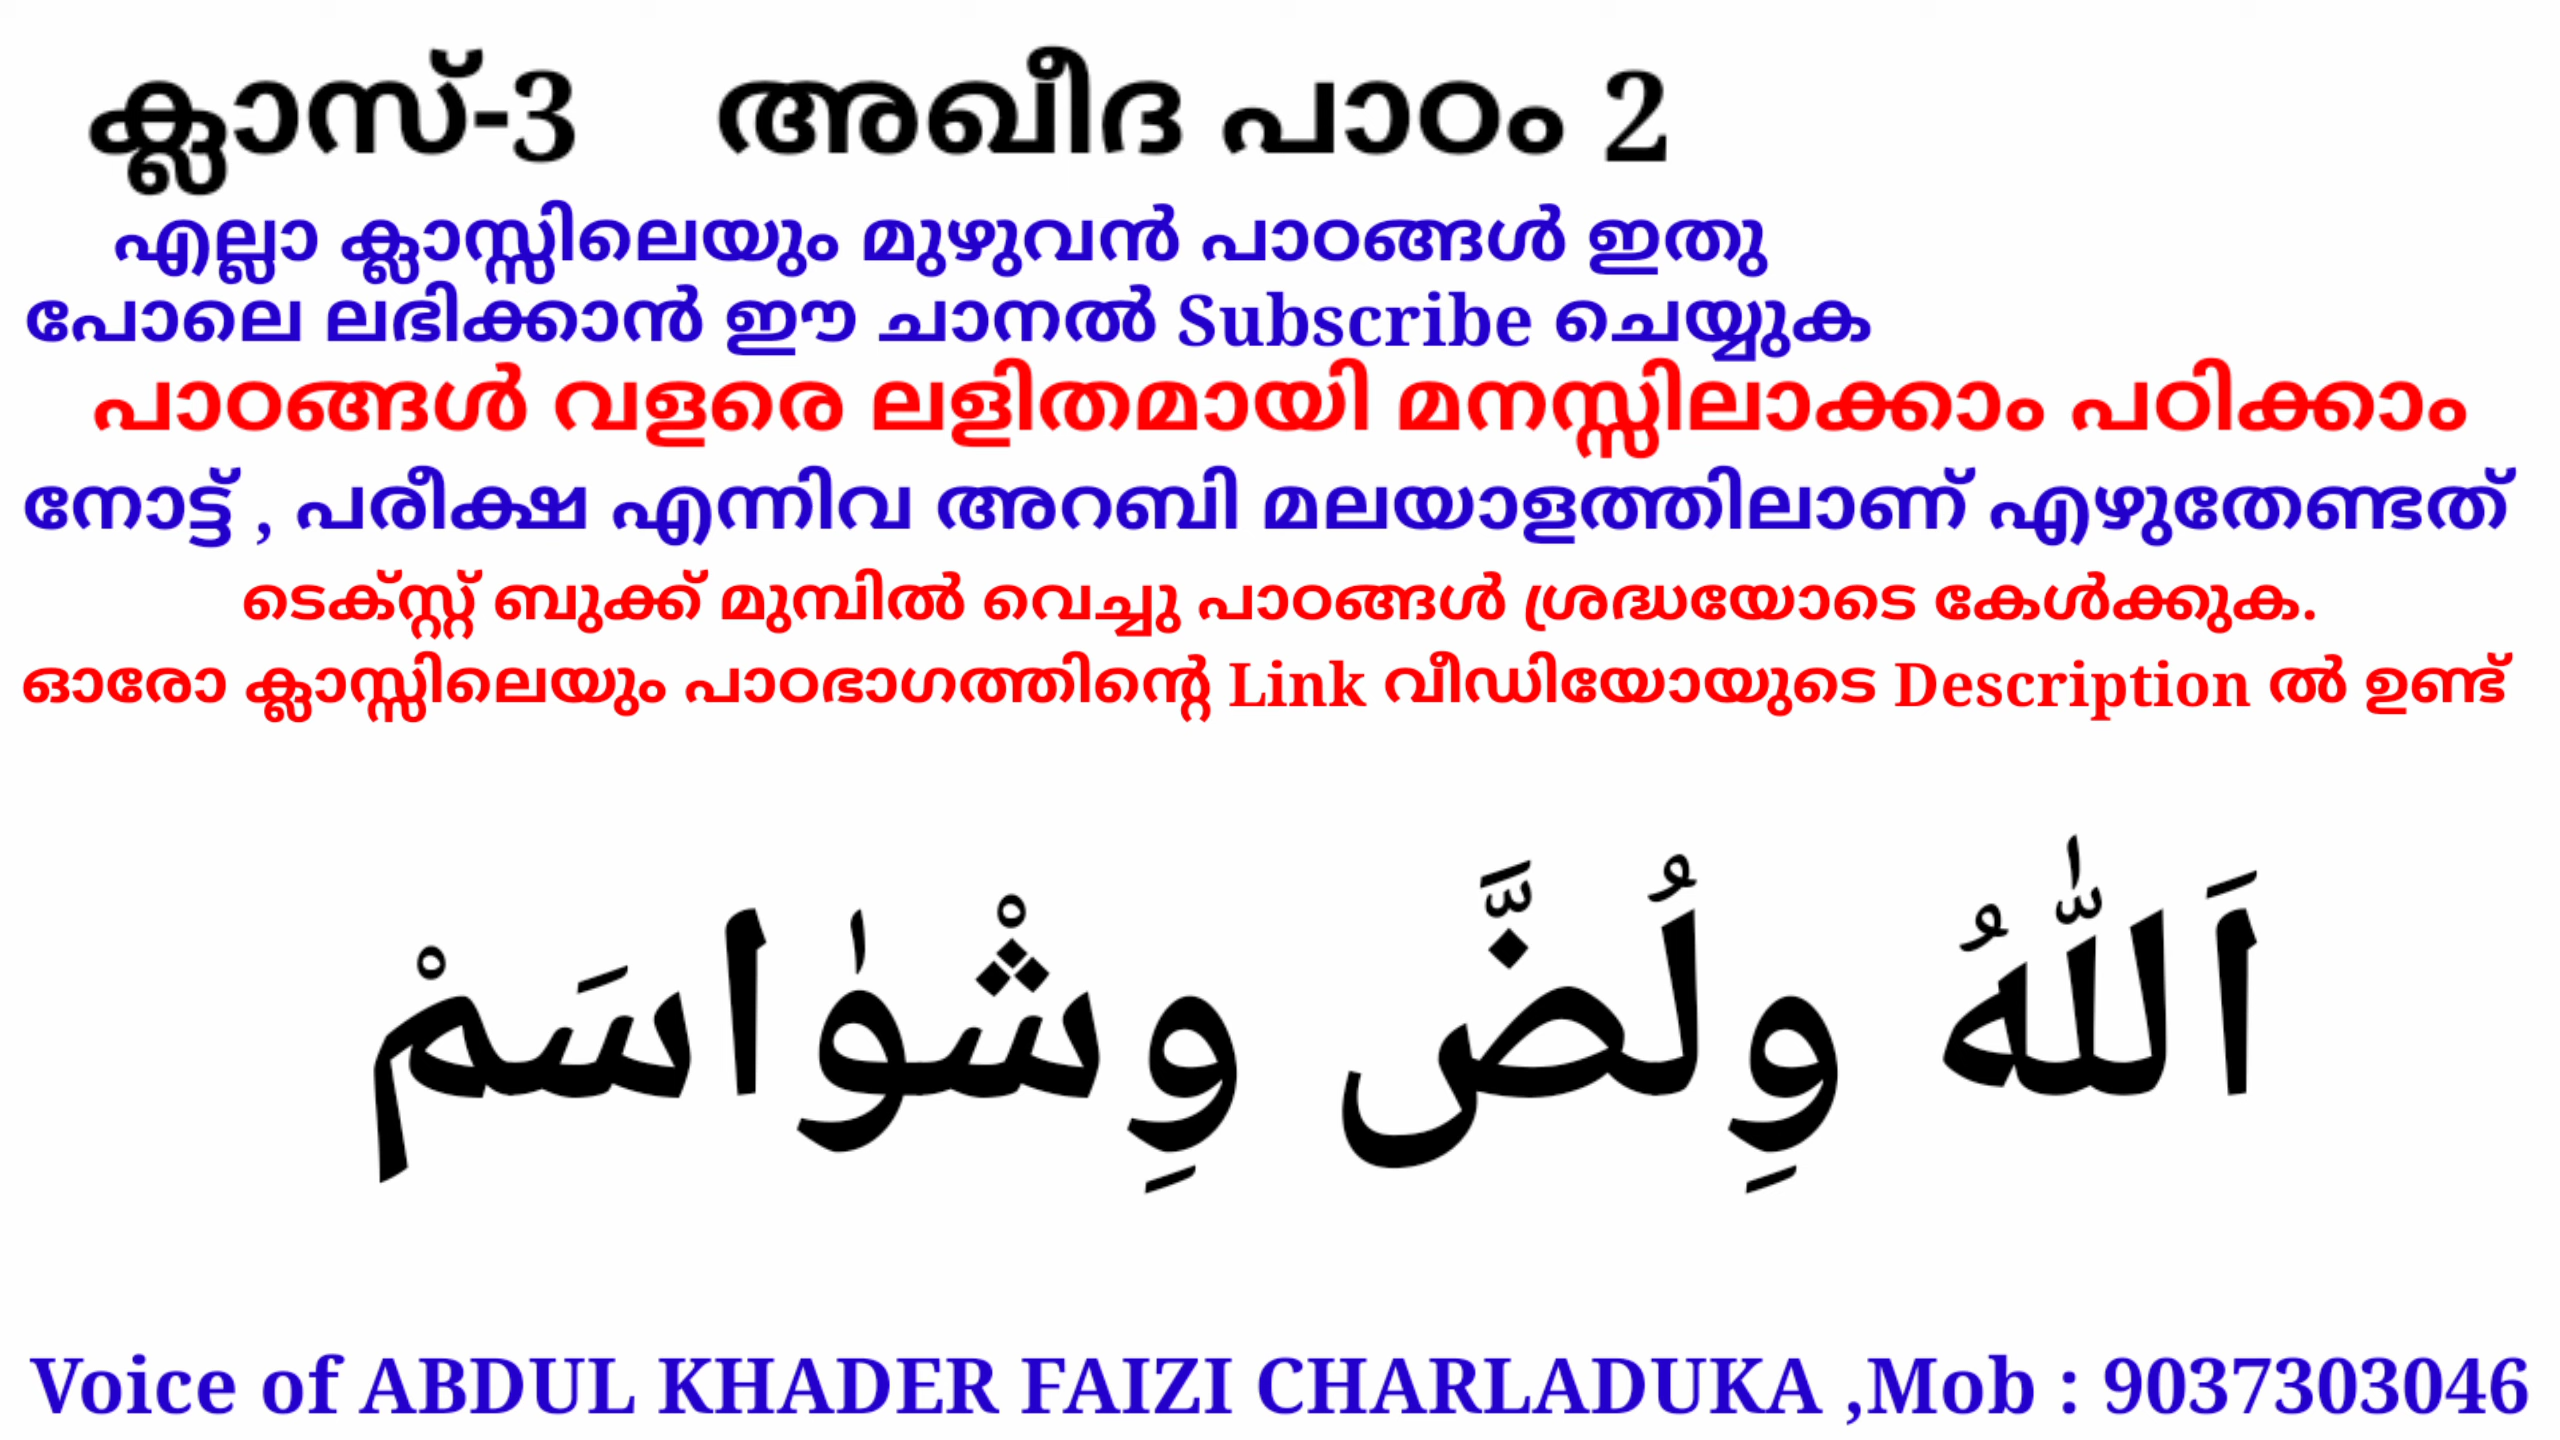 ക്ലാസ്-3 അഖീദ പാഠം 2
എല്ലാ ക്ലാസ്സിലെയും മുഴുവൻ പാഠങ്ങൾ ഇതു
പോലെ ലഭിക്കാൻ ഈ ചാനൽ Subscribe ചെയ്യുക
പാഠങ്ങൾ വളരെ ലളിതമായി മനസ്സിലാക്കാം പഠിക്കാം
നോട്ട് , പരീക്ഷ എന്നിവ അറബി മലയാളത്തിലാണ് എഴുതേണ്ടത്
ടെക്സ്റ്റ് ബുക്ക് മുമ്പിൽ വെച്ചു പാഠങ്ങൾ ശ്രദ്ധയോടെ കേൾക്കുക.
ഓരോ ക്ലാസ്സിലെയും പാഠഭാഗത്തിന്റെ Link വീഡിയോയുടെ Description ൽ ഉണ്ട്
اَللّٰهُ وِلُضَّ وِشْوٰاسَمْ
Voice of ABDUL KHADER FAIZI CHARLADUKA ,Mob : 9037303046